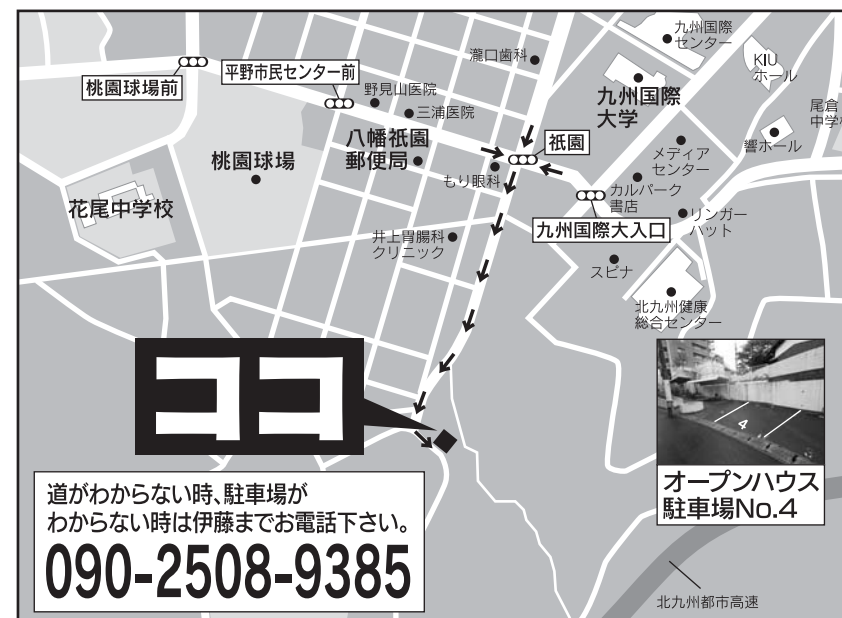 九州国際
センター
KIU
ホール
瀧口歯科
桃園球場前
平野市民センター前
野見山医院
三浦医院
九州国際
大学
尾倉
中学校
八幡祇園
郵便局
祇園
響ホール
メディア
センター
桃園球場
もり眼科
カルパーク
書店
花尾中学校
リンガー
ハット
九州国際大入口
井上胃腸科
クリニック
スピナ
北九州健康
総合センター
ココ
4
オープンハウス
駐車場No.4
道がわからない時、駐車場が
わからない時は伊藤までお電話下さい。
090-2508-9385
北九州都市高速